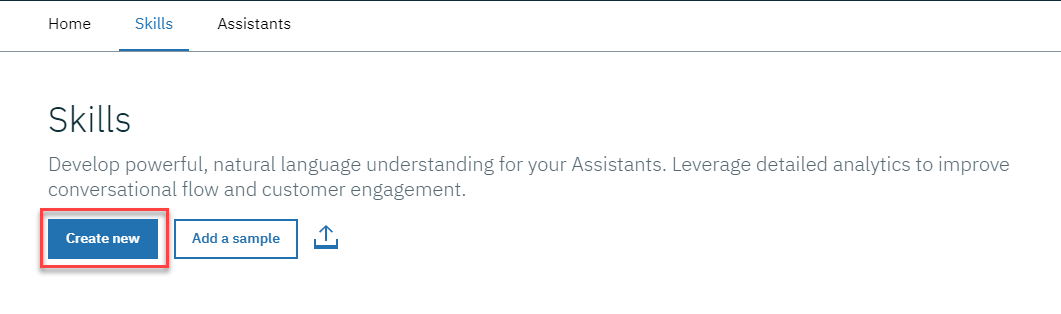 Home Skills Assistants
Skills
Develop powerful, natural language understanding for your Assistants. Leverage detailed analytics to improve
conversational flow and customer engagement.
Create new Add a sample